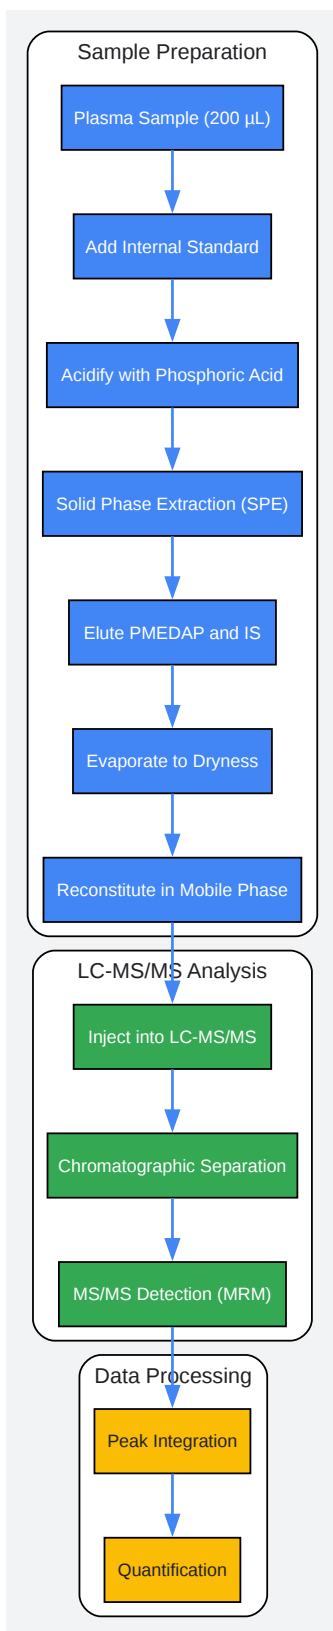 Sample Preparation
Plasma Sample (200 µL)
Add Internal Standard
Acidify with Phosphoric Acid
Solid Phase Extraction (SPE)
Elute PMEDAP and IS
Evaporate to Dryness
Reconstitute in Mobile Phase
LC-MS/MS Analysis
Inject into LC-MS/MS
Chromatographic Separation
MS/MS Detection (MRM)
Data Processing
Peak Integration
Quantification